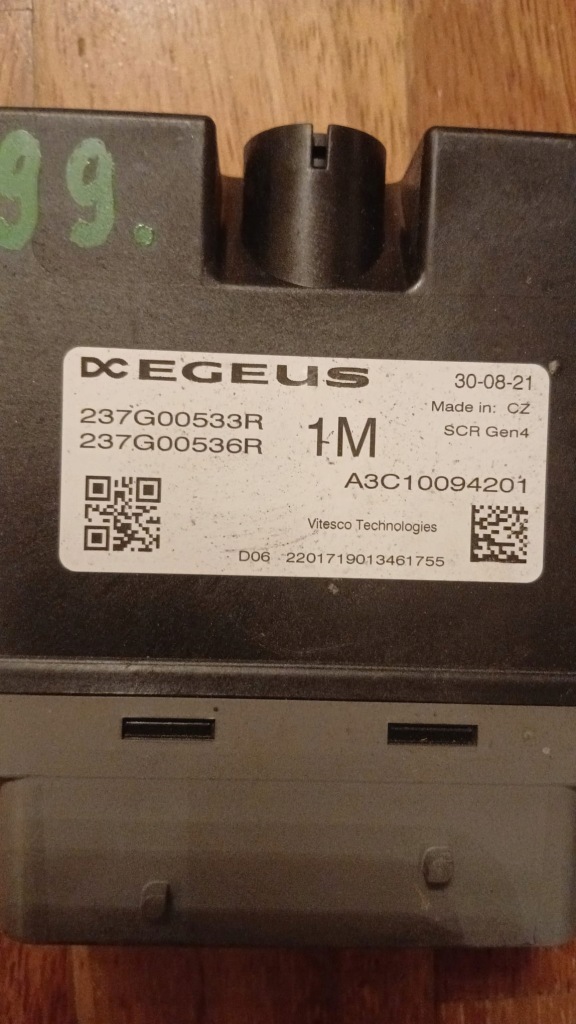 99.
EGEUS
30-08-21
237G00533R
237G00536R
1M
Made in: CZ
SCR Gen4
A3C10094201
Vitesco Technologies
D06 2201719013461755